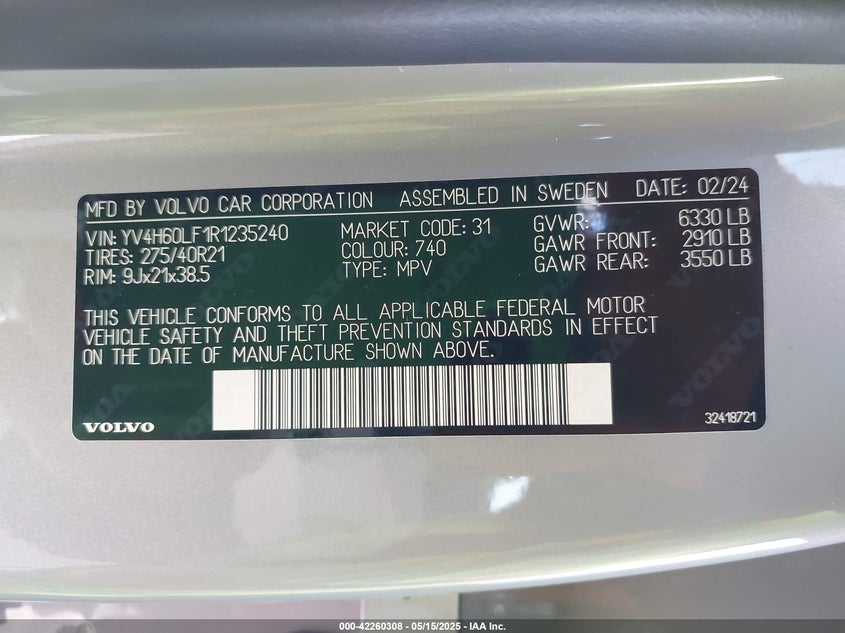 MFD BY VOLVO CAR CORPORATION ASSEMBLED IN SWEDEN DATE: 02/24
VIN: YV4H60LF1R1235240 MARKET CODE: 31 GVWR: 6330 LB
TIRES: 275/40R21 COLOUR: 740 GAWR FRONT: 2910 LB
RIM: 9Jx21x38.5 TYPE: MPV GAWR REAR: 3550 LB
THIS VEHICLE CONFORMS TO ALL APPLICABLE FEDERAL MOTOR
VEHICLE SAFETY AND THEFT PREVENTION STANDARDS IN EFFECT
ON THE DATE OF MANUFACTURE SHOWN ABOVE.
VOLVO
32418721
000-42260308 - 05/15/2025 - IAA Inc.